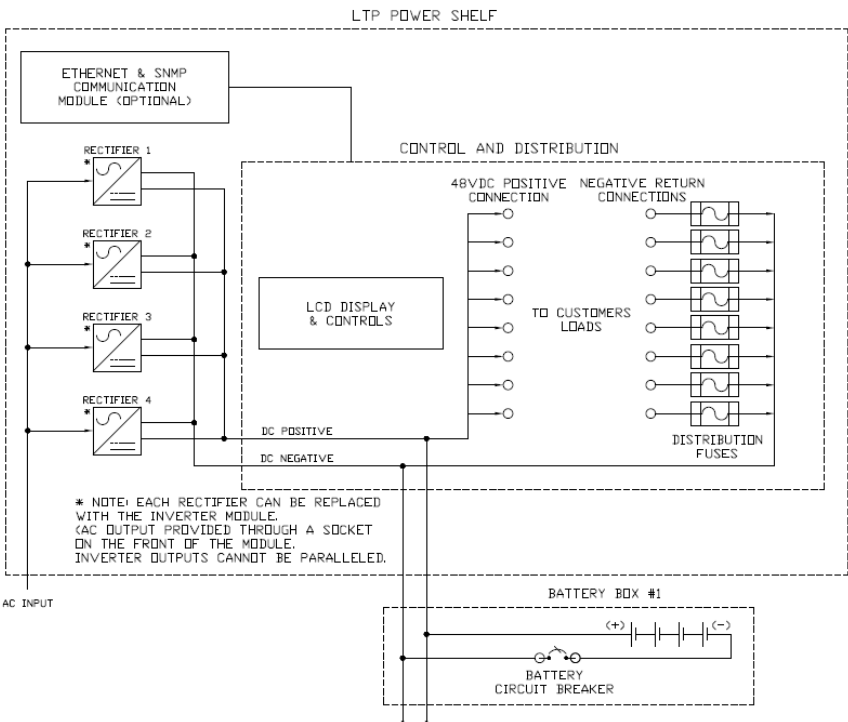 LTP POWER SHELF
ETHERNET & SNMP
COMMUNICATION
MODULE (OPTIONAL)
CONTROL AND DISTRIBUTION
RECTIFIER 1
*
48VDC POSITIVE
CONNECTION
NEGATIVE RETURN
CONNECTIONS
RECTIFIER 2
*
LCD DISPLAY
& CONTROLS
TO CUSTOMERS
LOADS
RECTIFIER 3
*
RECTIFIER 4
*
DC POSITIVE
DC NEGATIVE
DISTRIBUTION
FUSES
* NOTE: EACH RECTIFIER CAN BE REPLACED
WITH THE INVERTER MODULE.
(AC OUTPUT PROVIDED THROUGH A SOCKET
ON THE FRONT OF THE MODULE.
INVERTER OUTPUTS CANNOT BE PARALLELED.
AC INPUT
BATTERY BOX #1
(+)
(-)
BATTERY
CIRCUIT BREAKER